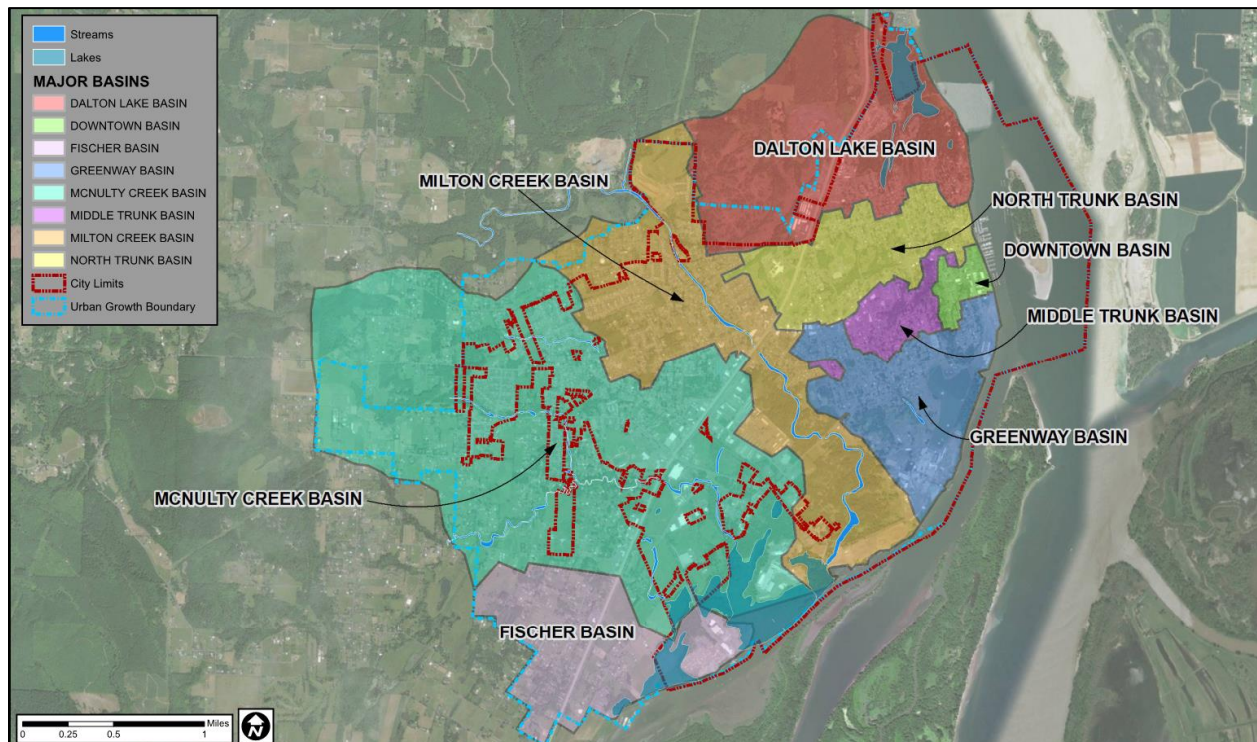 Streams
Lakes
MAJOR BASINS
DALTON LAKE BASIN
DOWNTOWN BASIN
FISCHER BASIN
GREENWAY BASIN
MCNULTY CREEK BASIN
MIDDLE TRUNK BASIN
MILTON CREEK BASIN
NORTH TRUNK BASIN
City Limits
Urban Growth Boundary
DALTON LAKE BASIN
MILTON CREEK BASIN
NORTH TRUNK BASIN
DOWNTOWN BASIN
MIDDLE TRUNK BASIN
GREENWAY BASIN
MCNULTY CREEK BASIN
FISCHER BASIN
Miles
0 0.25 0.5 1
N